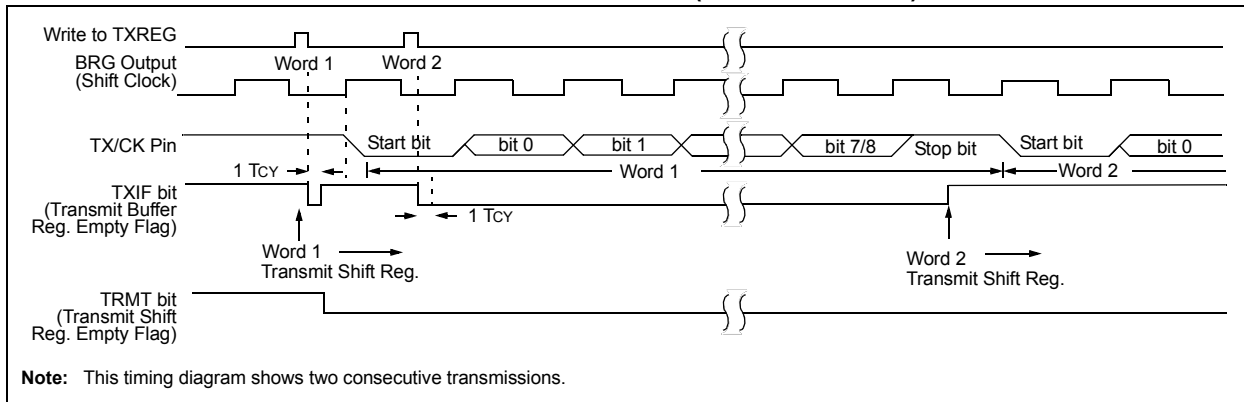 Write to TXREG
BRG Output
(Shift Clock)
Word 1
Word 2
TX/CK Pin
Start bit
bit 0
bit 1
bit 7/8
Stop bit
Start bit
bit 0
1 TCY
Word 1
Word 2
TXIF bit
(Transmit Buffer
Reg. Empty Flag)
1 TCY
Word 1
Transmit Shift Reg.
Word 2
Transmit Shift Reg.
TRMT bit
(Transmit Shift
Reg. Empty Flag)
Note: This timing diagram shows two consecutive transmissions.